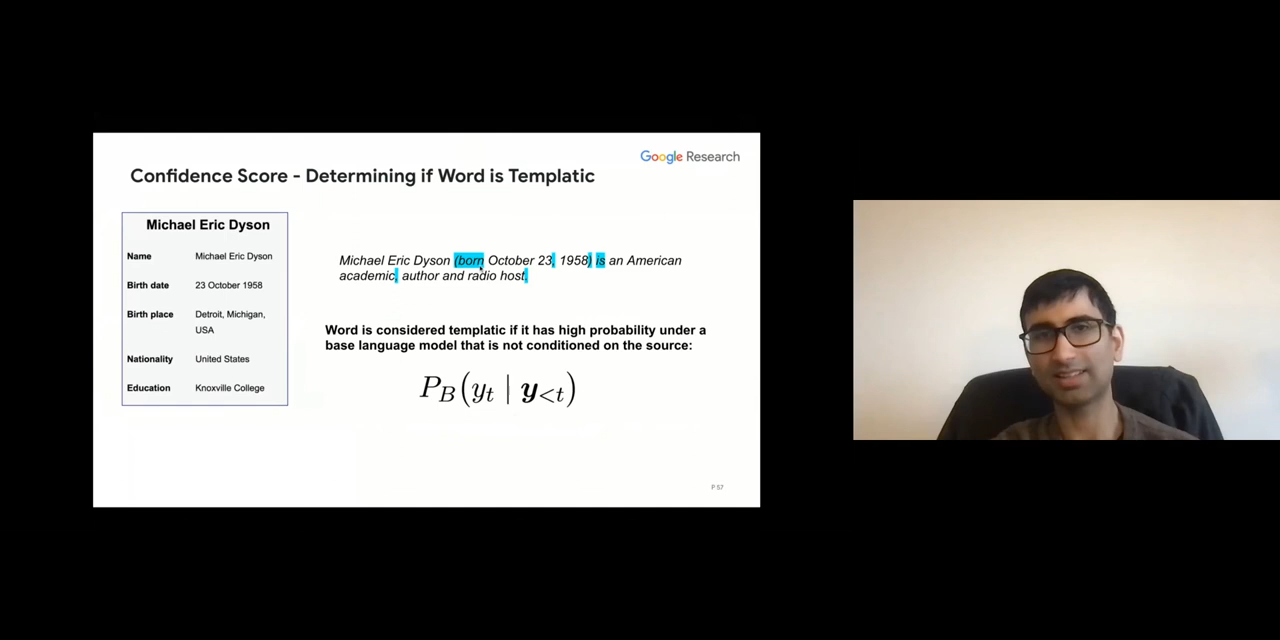 Google Research
Confidence Score - Determining if Word is Templatic
Michael Eric Dyson
Name Michael Eric Dyson
Birth date 23 October 1958
Birth place Detroit, Michigan,
USA
Nationality United States
Education Knoxville College
Michael Eric Dyson (born October 23, 1958) is an American
academic, author and radio host.
Word is considered templatic if it has high probability under a
base language model that is not conditioned on the source:
P_B(y_t | y_{<t})
P 57